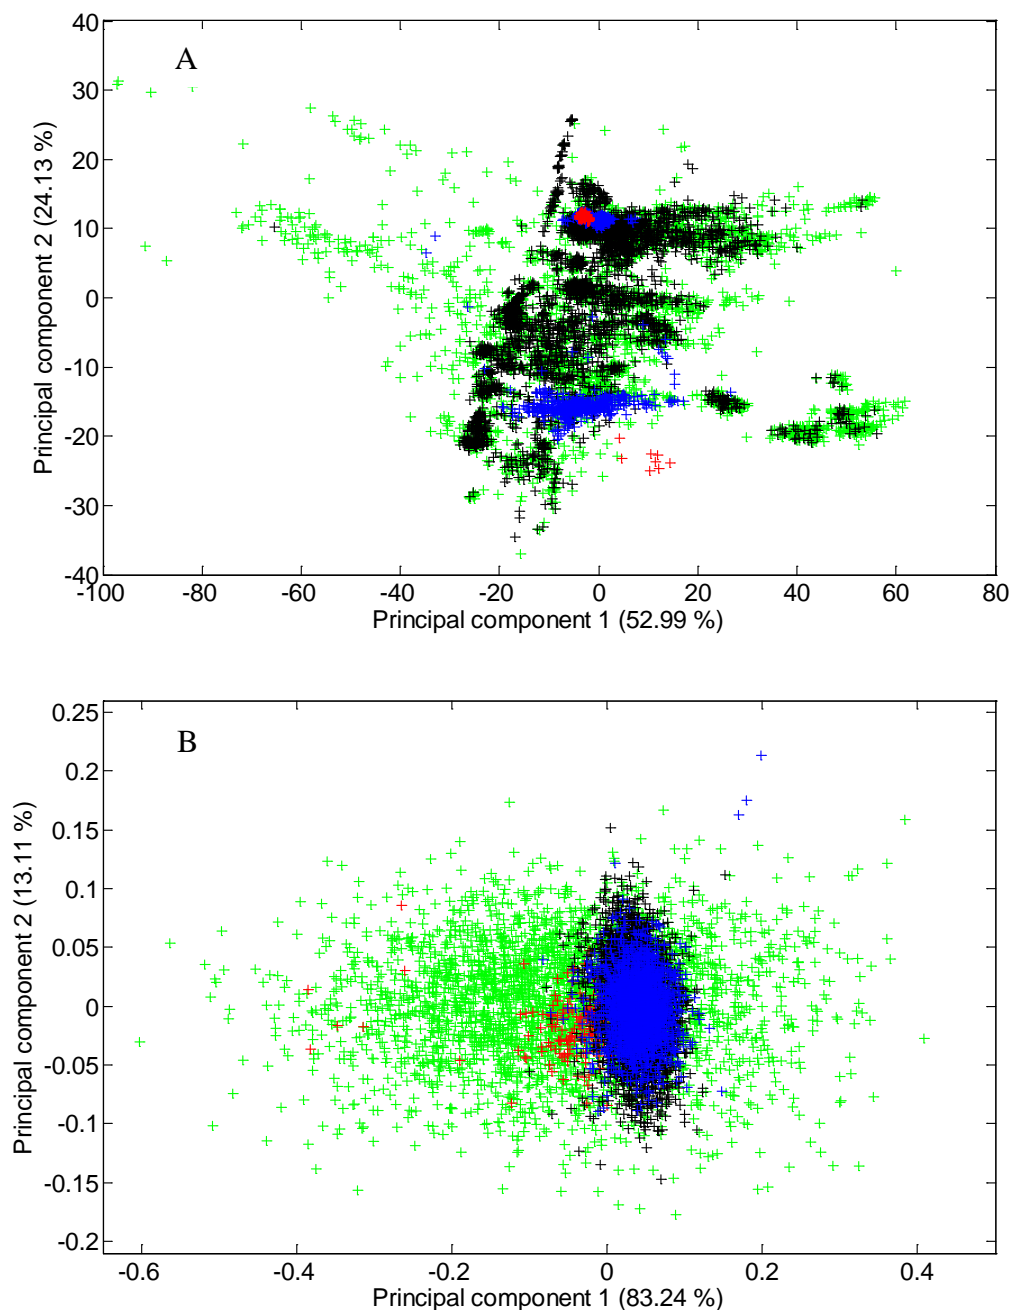 A
40
30
20
10
0
-10
-20
-30
-40
Principal component 2 (24.13 %)
-100 -80 -60 -40 -20 0 20 40 60 80
Principal component 1 (52.99 %)
B
0.25
0.2
0.15
0.1
0.05
0
-0.05
-0.1
-0.15
-0.2
Principal component 2 (13.11 %)
-0.6 -0.4 -0.2 0 0.2 0.4
Principal component 1 (83.24 %)